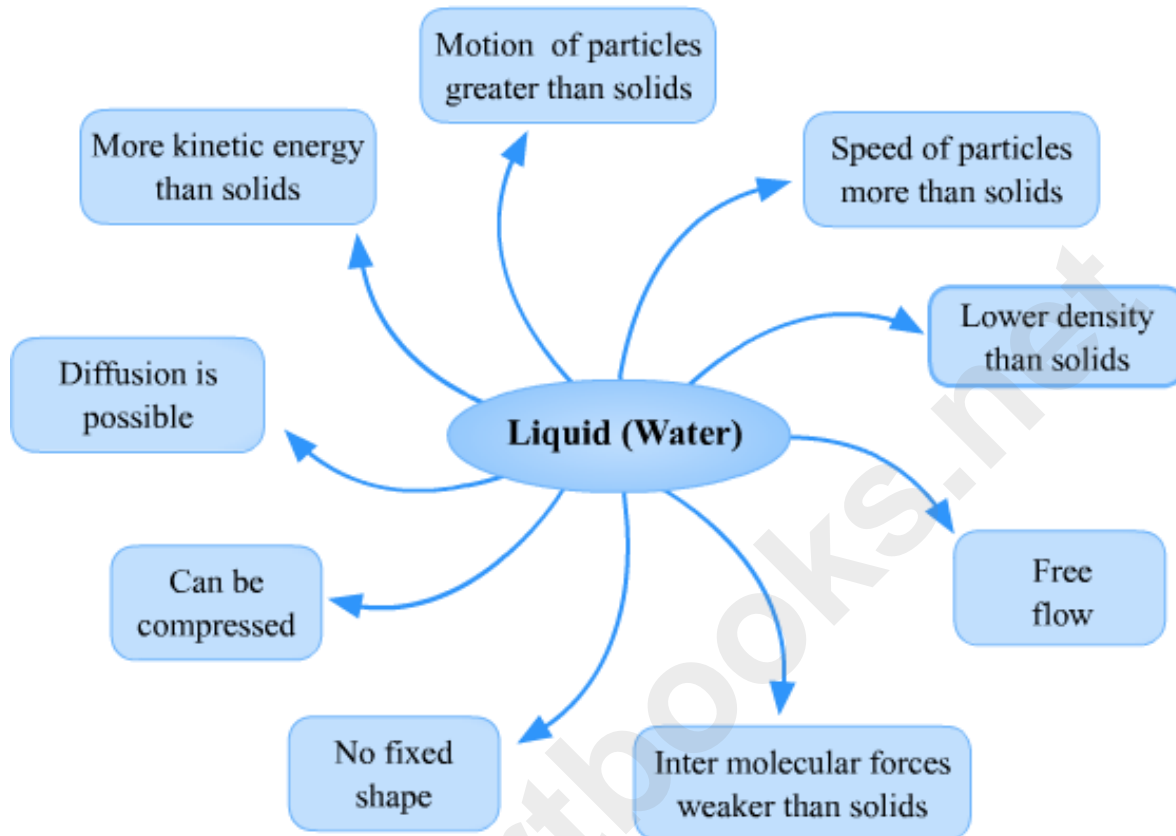 Motion of particles
greater than solids
More kinetic energy
than solids
Speed of particles
more than solids
Lower density
than solids
Diffusion is
possible
Liquid (Water)
Free
flow
Can be
compressed
No fixed
shape
Inter molecular forces
weaker than solids
tbooks.net